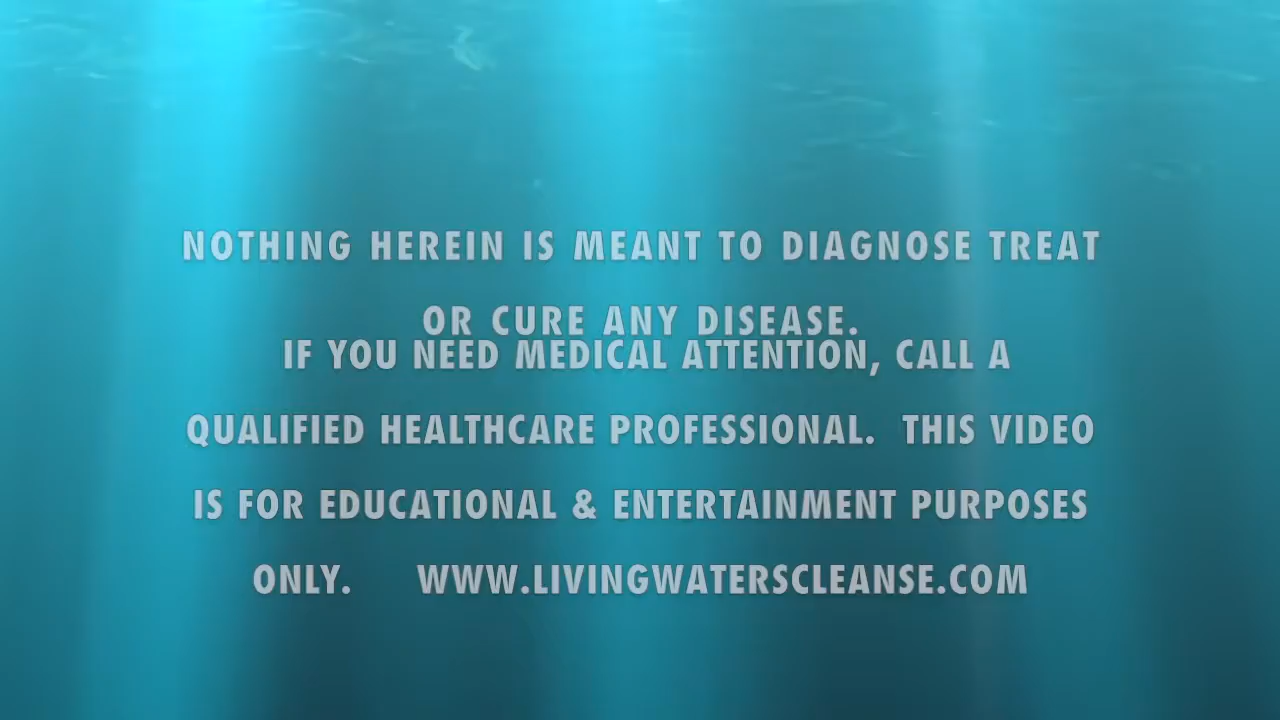 NOTHING HEREIN IS MEANT TO DIAGNOSE TREAT
OR CURE ANY DISEASE.
IF YOU NEED MEDICAL ATTENTION, CALL A
QUALIFIED HEALTHCARE PROFESSIONAL.  THIS VIDEO
IS FOR EDUCATIONAL & ENTERTAINMENT PURPOSES
ONLY.    WWW.LIVINGWATERSCLEANSE.COM